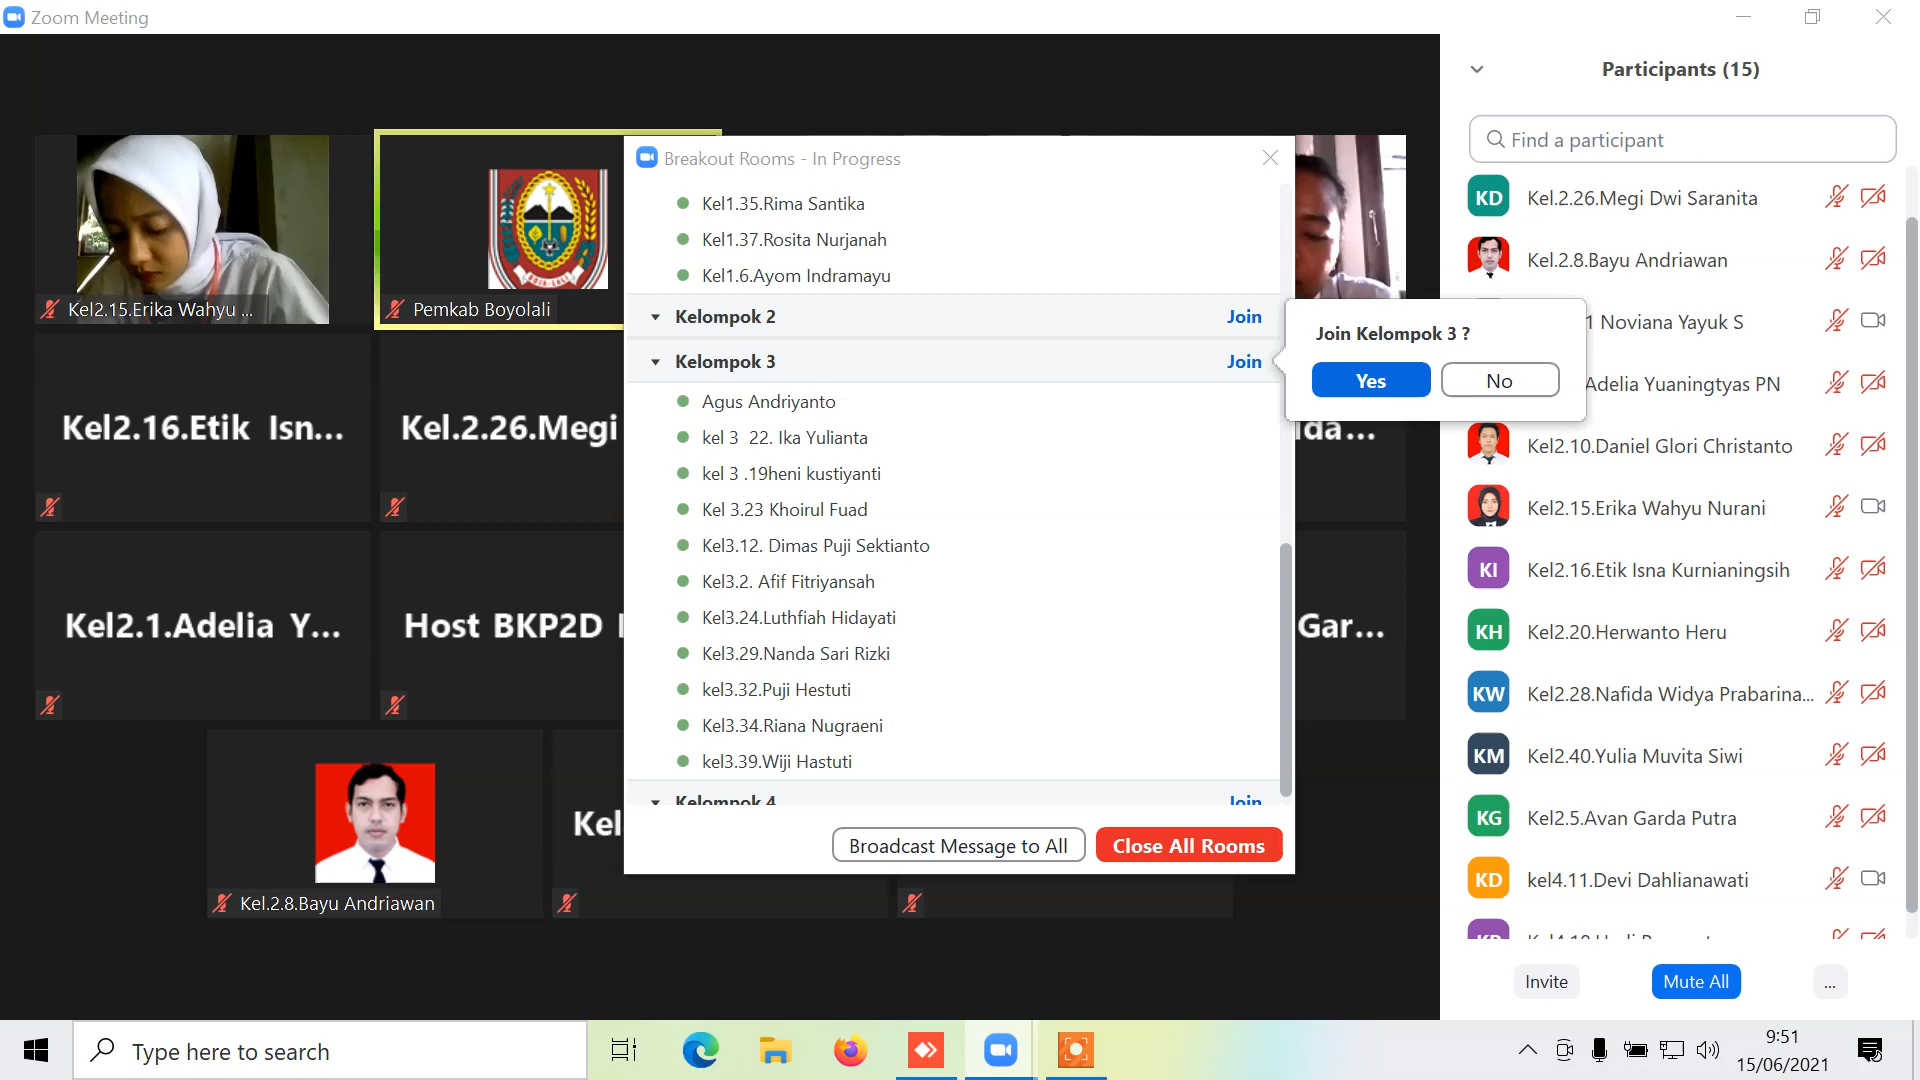 Zoom Meeting
Kel2.15.Erika Wahyu ...
Pemkab Boyolali
Kel2.16.Etik Isn...
Kel.2.26.Megi
da...
Kel2.1.Adelia Y...
Host BKP2D
Gar...
Kel.2.8.Bayu Andriawan
Kel
Breakout Rooms - In Progress
Kel1.35.Rima Santika
Kel1.37.Rosita Nurjanah
Kel1.6.Ayom Indramayu
Kelompok 2
Join
Kelompok 3
Join
Agus Andriyanto
kel 3 22. Ika Yulianta
kel 3 .19heni kustiyanti
Kel 3.23 Khoirul Fuad
Kel3.12. Dimas Puji Sektianto
Kel3.2. Afif Fitriyansah
Kel3.24.Luthfiah Hidayati
Kel3.29.Nanda Sari Rizki
kel3.32.Puji Hestuti
Kel3.34.Riana Nugraeni
kel3.39.Wiji Hastuti
Kelompok 4
Join
Broadcast Message to All
Close All Rooms
Join Kelompok 3 ?
Yes
No
Participants (15)
Find a participant
KD
Kel.2.26.Megi Dwi Saranita
Kel.2.8.Bayu Andriawan
1 Noviana Yayuk S
Adelia Yuaningtyas PN
Kel2.10.Daniel Glori Christanto
Kel2.15.Erika Wahyu Nurani
KI
Kel2.16.Etik Isna Kurnianingsih
KH
Kel2.20.Herwanto Heru
KW
Kel2.28.Nafida Widya Prabarina...
KM
Kel2.40.Yulia Muvita Siwi
KG
Kel2.5.Avan Garda Putra
KD
kel4.11.Devi Dahlianawati
Invite
Mute All
...
Type here to search
9:51
15/06/2021